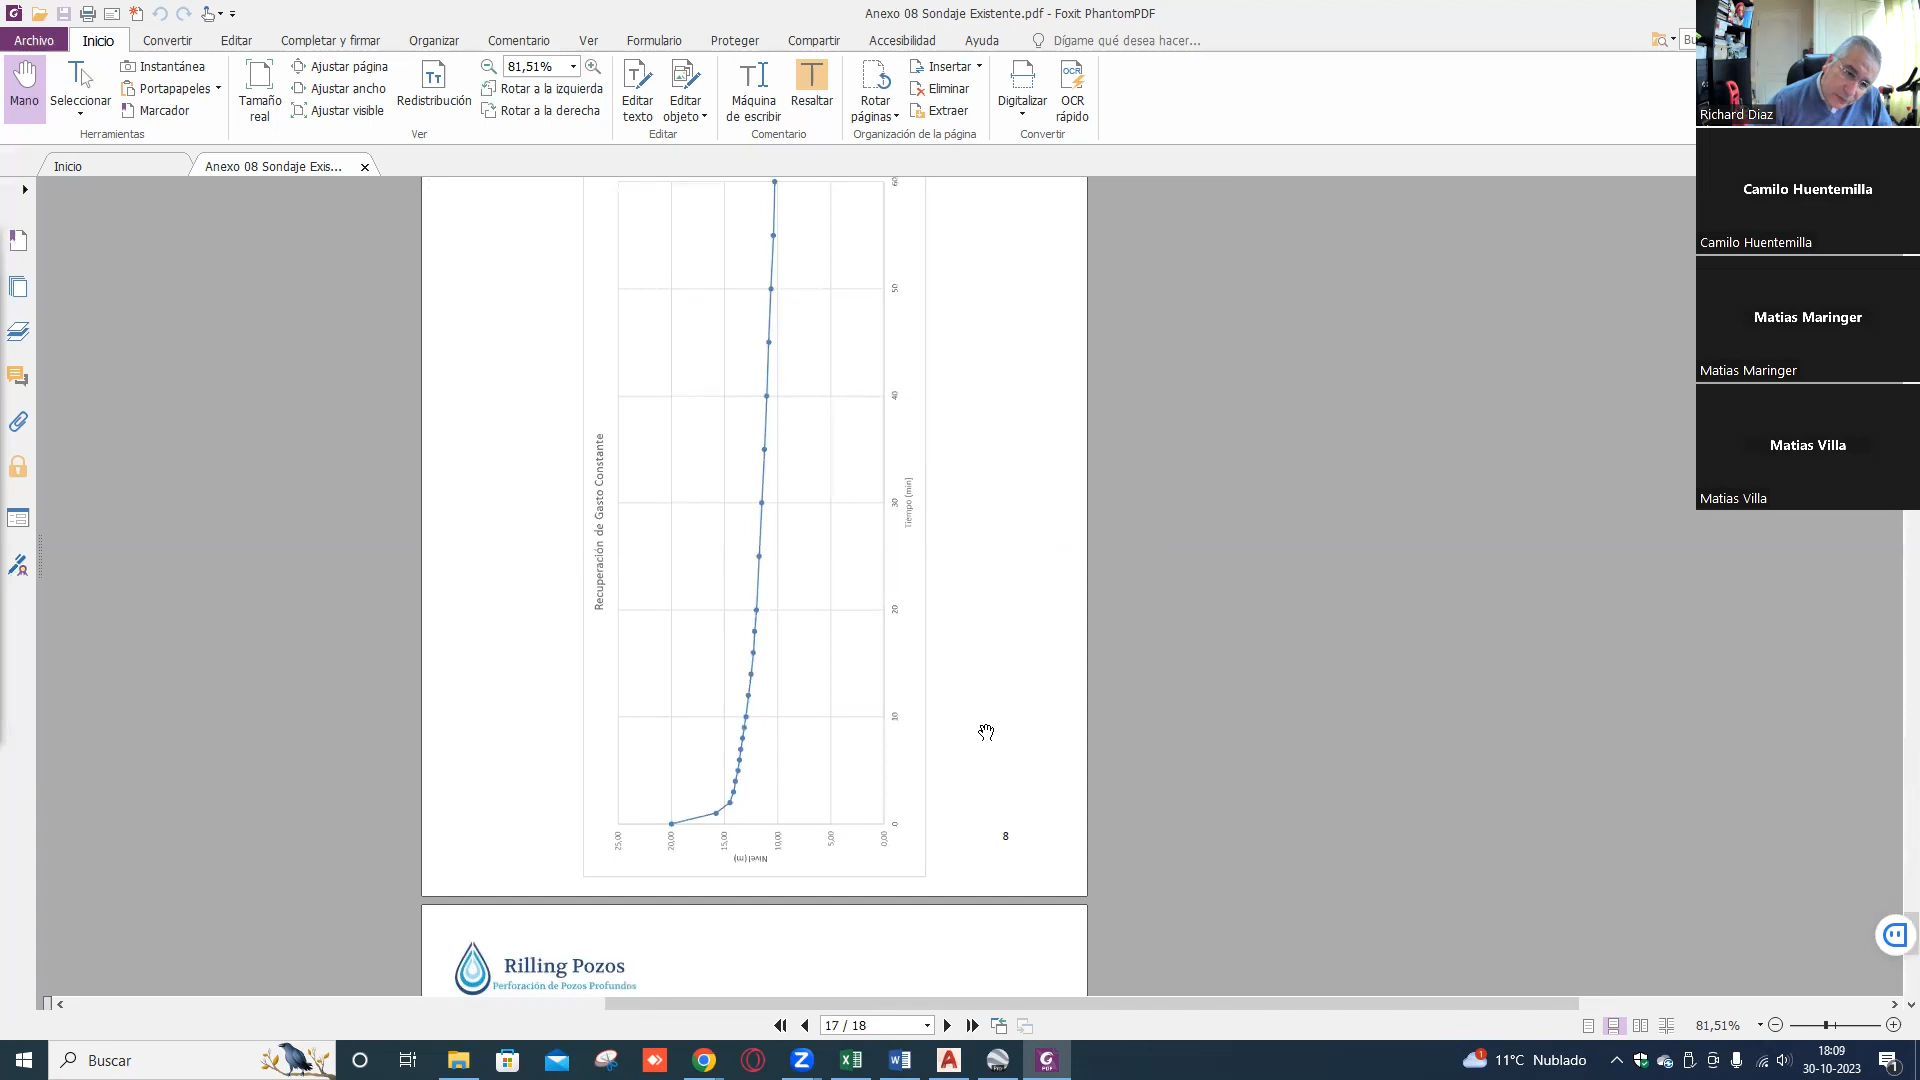 Anexo 08 Sondaje Existente.pdf - Foxit PhantomPDF
Archivo Inicio Convertir Editar Completar y firmar Organizar Comentario Ver Formulario Proteger Compartir Accesibilidad Ayuda Dígame qué desea hacer...
Mano
Seleccionar
Instantánea
Portapapeles
Marcador
Herramientas
Tamaño real
Ajustar página
Ajustar ancho
Ajustar visible
Redistribución
81,51%
Rotar a la izquierda
Rotar a la derecha
Ver
Editar texto
Editar objeto
Editar
Máquina de escribir
Resaltar
Comentario
Rotar páginas
Insertar
Eliminar
Extraer
Organización de la página
Digitalizar
OCR rápido
Convertir
Inicio
Anexo 08 Sondaje Exis...
Recuperación de Gasto Constante
60
50
40
30
20
10
0
Tiempo (min)
25,00 20,00 15,00 10,00 5,00 0,00
Nivel (m)
8
Rilling Pozos
Perforación de Pozos Profundos
Richard Diaz
Camilo Huentemilla
Camilo Huentemilla
Matias Maringer
Matias Maringer
Matias Villa
Matias Villa
17 / 18
81,51%
Buscar
11°C Nublado
18:09
30-10-2023